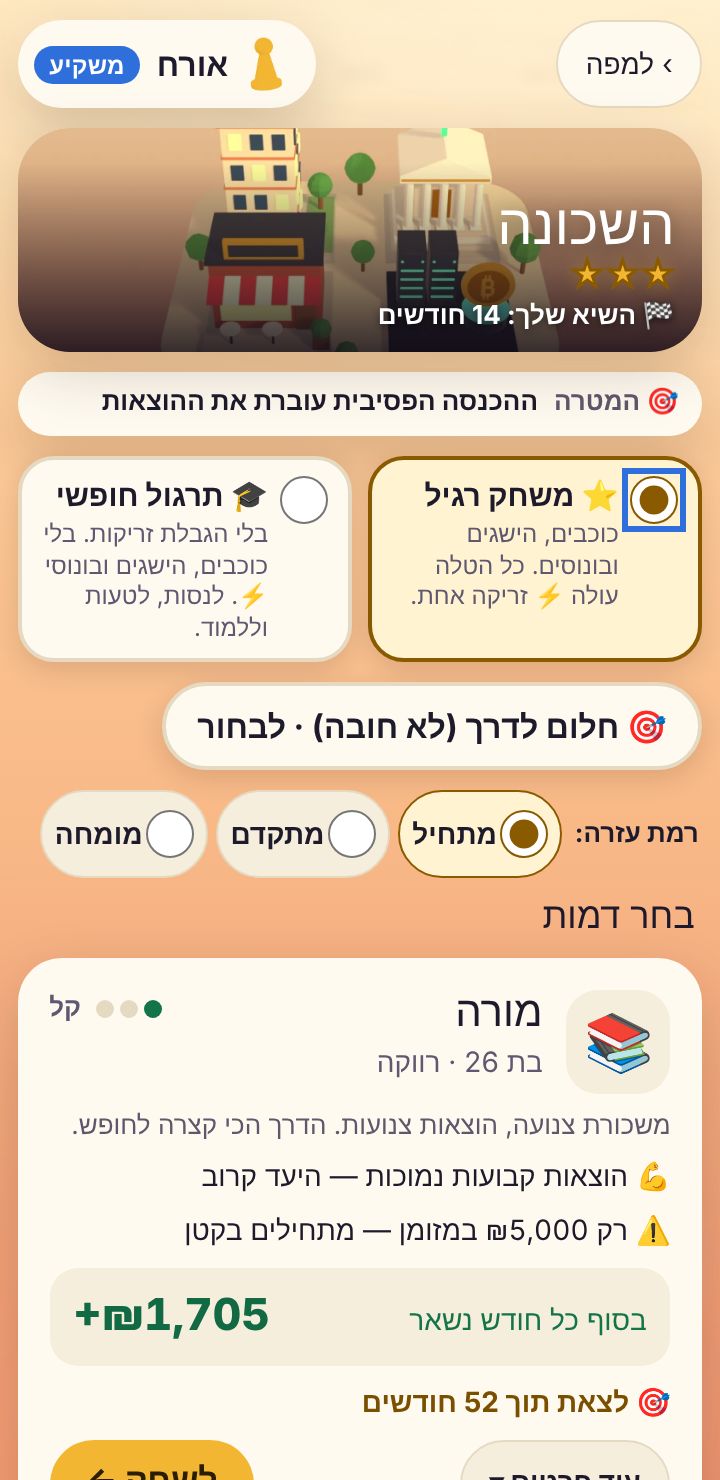 › למפה
אורח משקיע
השכונה
★★★
🏁 השיא שלך: 14 חודשים
🎯 המטרה ההכנסה הפסיבית עוברת את ההוצאות
⭐ משחק רגיל
כוכבים, הישגים
ובונוסים. כל הטלה
עולה ⚡ זריקה אחת.
🎓 תרגול חופשי
בלי הגבלת זריקות. בלי
כוכבים, הישגים ובונוסי
⚡. לנסות, לטעות
וללמוד.
🎯 חלום לדרך (לא חובה) · לבחור
רמת עזרה: מתחיל מתקדם מומחה
בחר דמות
מורה
קל
בת 26 · רווקה
משכורת צנועה, הוצאות צנועות. הדרך הכי קצרה לחופש.
💪 הוצאות קבועות נמוכות — היעד קרוב
⚠️ רק ₪5,000 במזומן — מתחילים בקטן
בסוף כל חודש נשאר
+₪1,705
🎯 לצאת תוך 52 חודשים
עוד פרטים ▾
לשחק ←